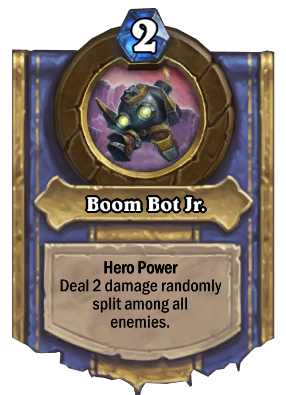 2
Boom Bot Jr.
Hero Power
Deal 2 damage randomly
split among all
enemies.